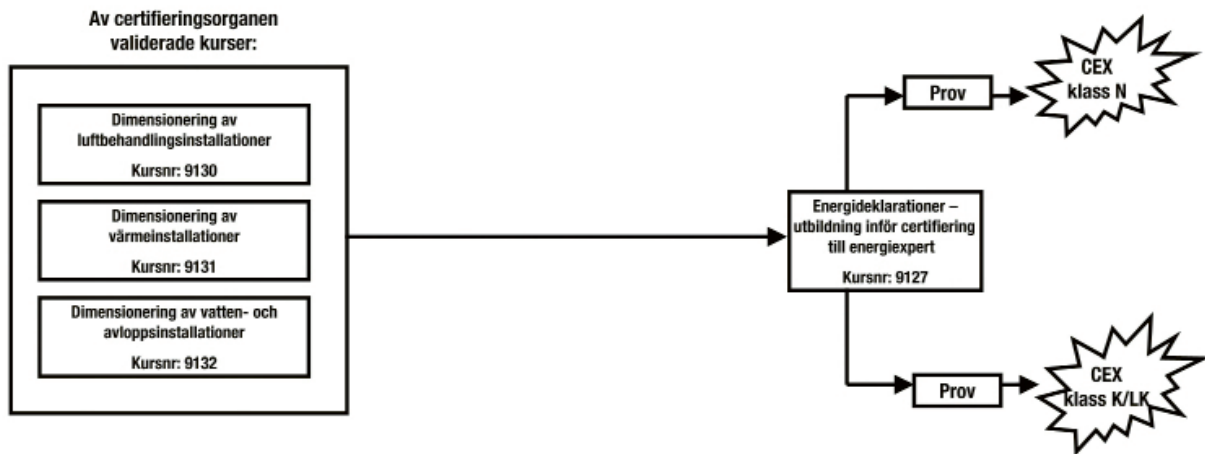 Av certifieringsorganen
validerade kurser:
Dimensionering av
luftbehandlingsinstallationer
Kursnr: 9130
Dimensionering av
värmeinstallationer
Kursnr: 9131
Dimensionering av vatten- och
avloppsinstallationer
Kursnr: 9132
Energideklarationer –
utbildning inför certifiering
till energiexpert
Kursnr: 9127
Prov
CEX
klass N
Prov
CEX
klass K/LK